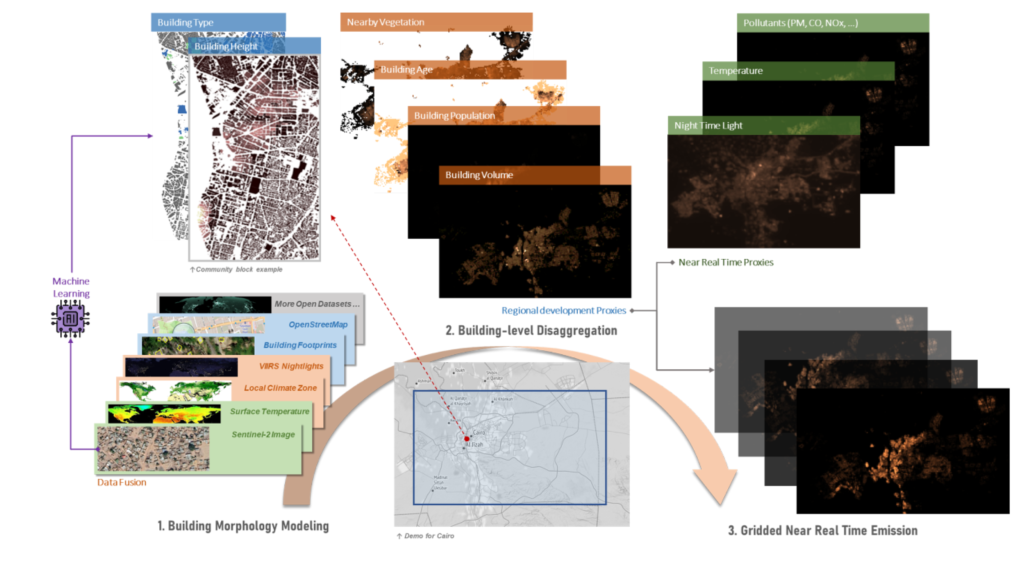 Building Type
Building Height
↑Community block example
Machine
Learning
AI
More Open Datasets...
OpenStreetMap
Building Footprints
VIIRS Nightlights
Local Climate Zone
Surface Temperature
Sentinel-2 Image
Data Fusion
1. Building Morphology Modeling
Nearby Vegetation
Building Age
Building Population
Building Volume
Regional development Proxies
2. Building-level Disaggregation
Cairo
↑ Demo for Cairo
Pollutants (PM, CO, NOx, ...)
Temperature
Night Time Light
Near Real Time Proxies
3. Gridded Near Real Time Emission